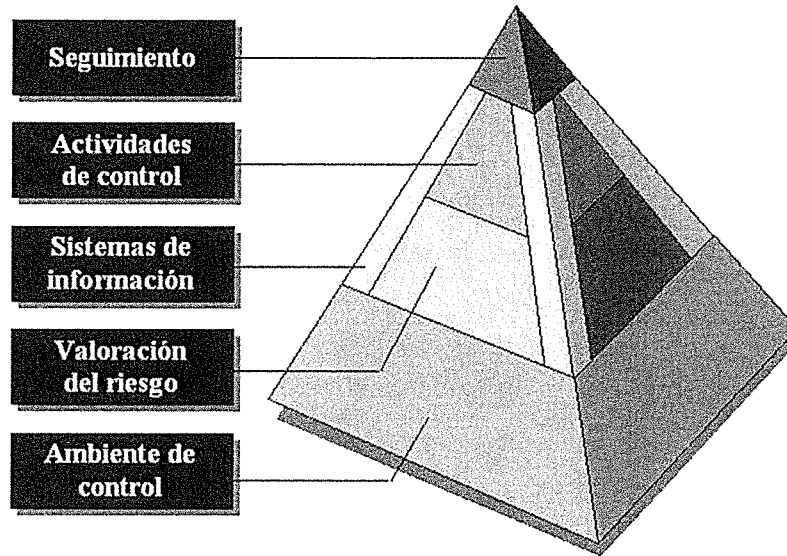 Seguimiento
Actividades
de control
Sistemas de
información
Valoración
del riesgo
Ambiente de
control